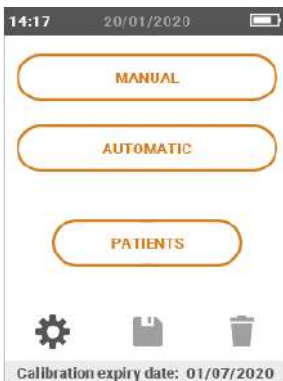 14:17 20/01/2020
MANUAL
AUTOMATIC
PATIENTS
Calibration expiry date: 01/07/2020